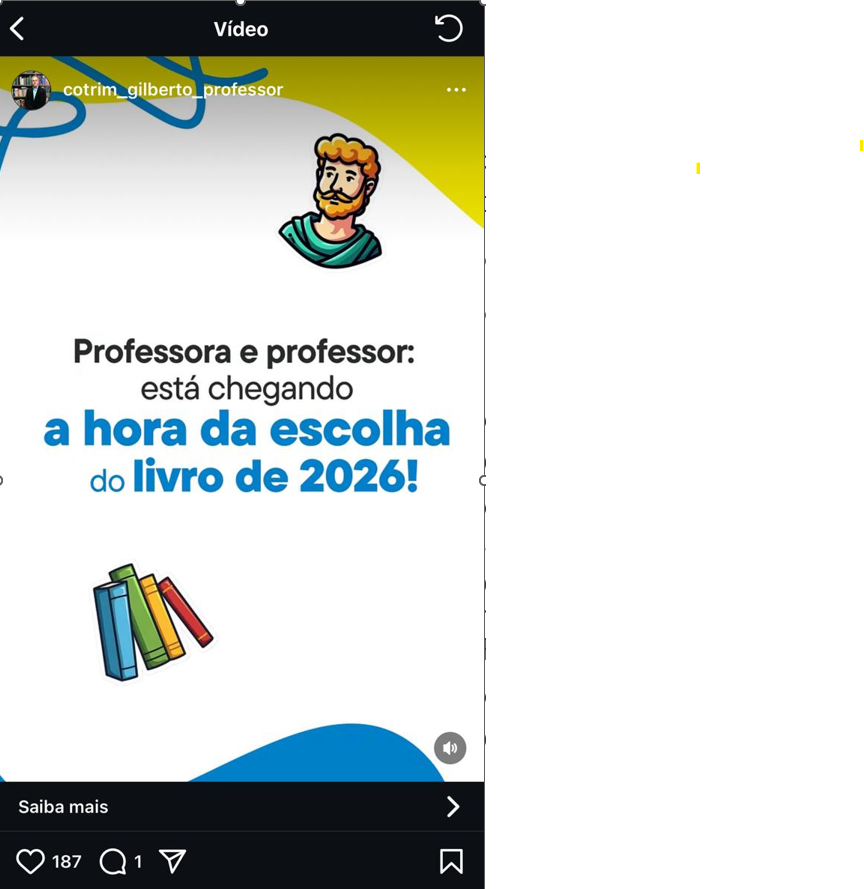 Vídeo
cotrim_gilberto_professor
Professora e professor:
está chegando
a hora da escolha
do livro de 2026!
Saiba mais
187 1